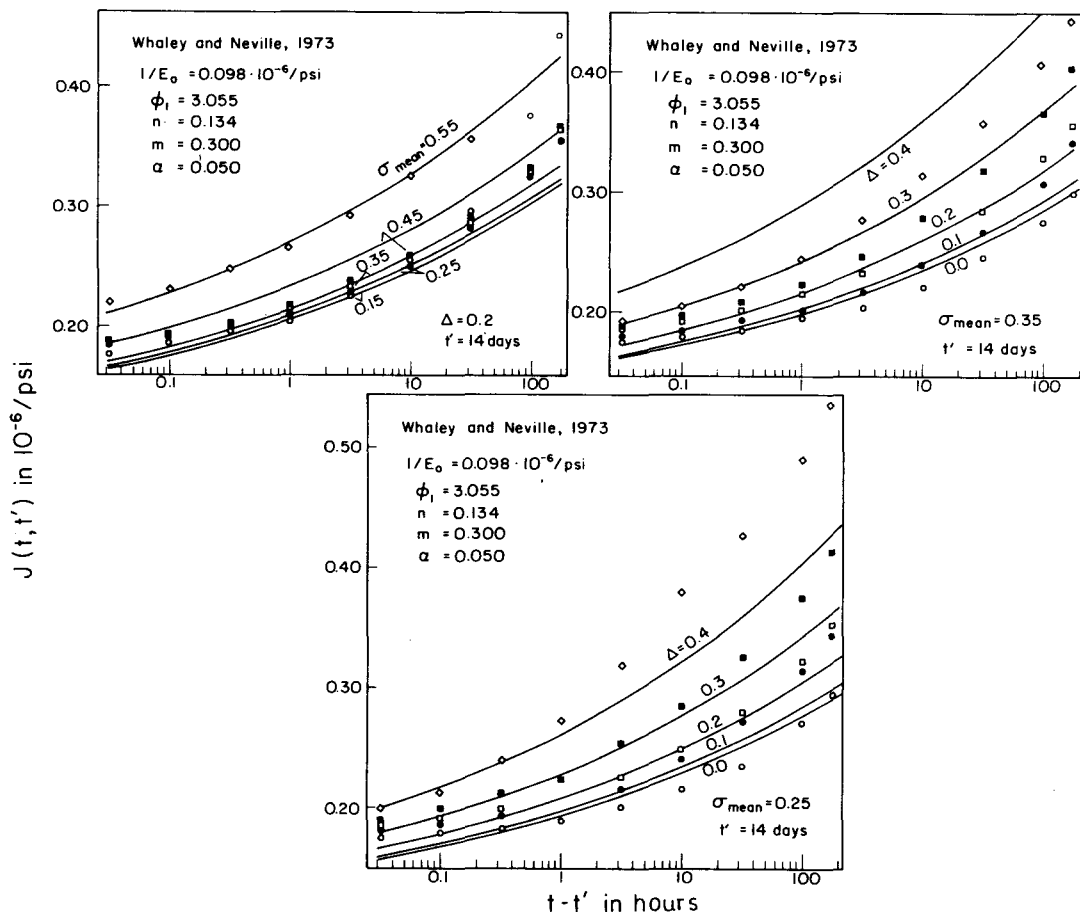 Whaley and Neville, 1973
1/E₀ = 0.098 · 10⁻⁶/psi
ϕ₁ = 3.055
n = 0.134
m = 0.300
α = 0.050
σmean = 0.55
0.45
0.35
0.25
0.15
Δ = 0.2
t' = 14 days
0.40
0.30
0.20
0.1
1
10
100
Whaley and Neville, 1973
1/E₀ = 0.098 · 10⁻⁶/psi
ϕ₁ = 3.055
n = 0.134
m = 0.300
α = 0.050
Δ = 0.4
0.3
0.2
0.1
0.0
σmean = 0.35
t' = 14 days
0.40
0.30
0.20
0.1
1
10
100
J(t,t') in 10⁻⁶/psi
Whaley and Neville, 1973
1/E₀ = 0.098 · 10⁻⁶/psi
ϕ₁ = 3.055
n = 0.134
m = 0.300
α = 0.050
Δ = 0.4
0.3
0.2
0.1
0.0
σmean = 0.25
t' = 14 days
0.50
0.40
0.30
0.20
0.1
1
10
100
t-t' in hours